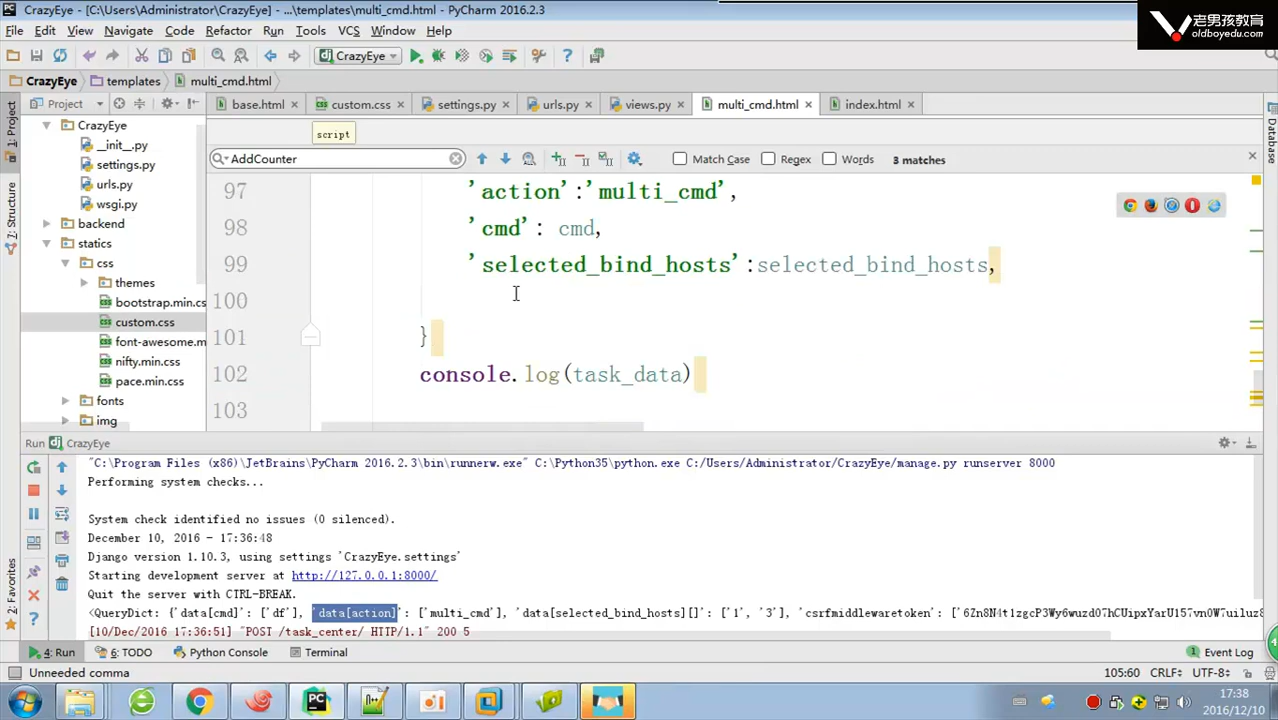 CrazyEye - [C:\Users\Administrator\CrazyEye] - ...\templates\multi_cmd.html - PyCharm 2016.2.3
老男孩教育
oldboyedu.com
File Edit View Navigate Code Refactor Run Tools VCS Window Help
CrazyEye
CrazyEye templates multi_cmd.html
1: Project
Project
base.html custom.css settings.py urls.py views.py multi_cmd.html index.html
Database
CrazyEye
__init__.py
settings.py
urls.py
wsgi.py
backend
statics
css
themes
bootstrap.min.cs
custom.css
font-awesome.m
nifty.min.css
pace.min.css
fonts
img
script
AddCounter Match Case Regex Words 3 matches
97 'action':'multi_cmd',
98 'cmd': cmd,
99 'selected_bind_hosts':selected_bind_hosts,
100
101 }
102 console.log(task_data)
103
7: Structure
2: Favorites
Run CrazyEye
"C:\Program Files (x86)\JetBrains\PyCharm 2016.2.3\bin\runnerw.exe" C:\Python35\python.exe C:/Users/Administrator/CrazyEye/manage.py runserver 8000
Performing system checks...
System check identified no issues (0 silenced).
December 10, 2016 - 17:36:48
Django version 1.10.3, using settings 'CrazyEye.settings'
Starting development server at http://127.0.0.1:8000/
Quit the server with CTRL-BREAK.
<QueryDict: {'data[cmd]': ['df'], 'data[action]': ['multi_cmd'], 'data[selected_bind_hosts][]': ['1', '3'], 'csrfmiddlewaretoken':
[10/Dec/2016 17:36:51] "POST /task_center/ HTTP/1.1" 200 5
4: Run 6: TODO Python Console Terminal 1 Event Log
Unneeded comma 105:60 CRLF÷ UTF-8÷
17:38
2016/12/10